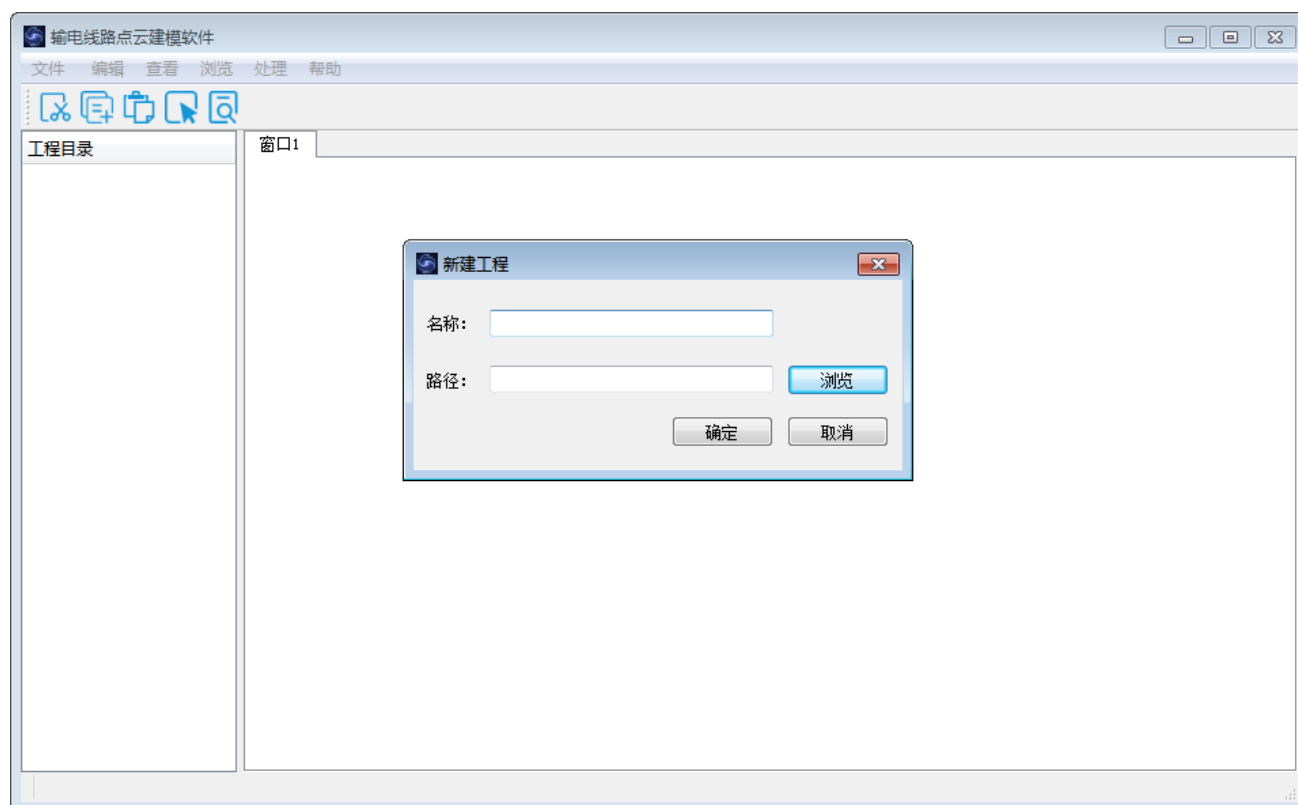 输电线路点云建模软件
文件 编辑 查看 浏览 处理 帮助
工程目录
窗口1
新建工程
名称：
路径：
浏览
确定
取消